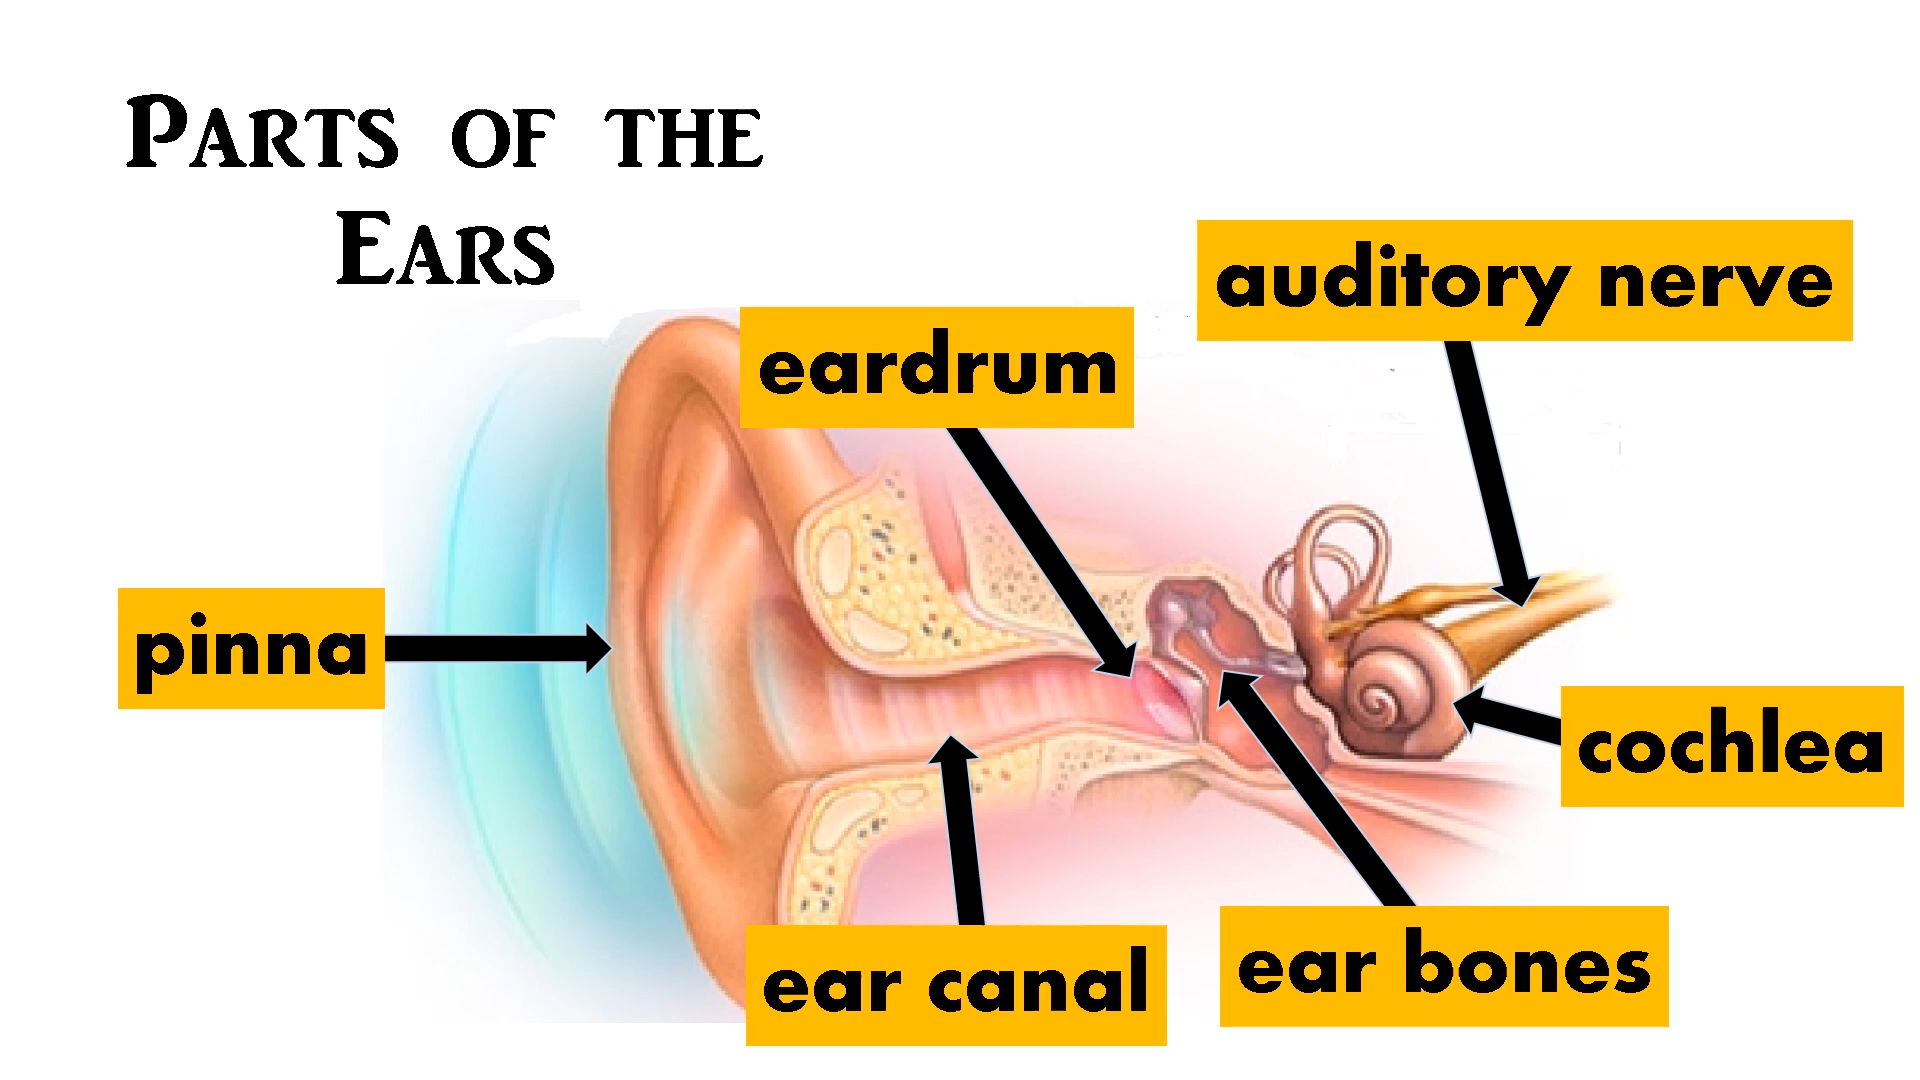 PARTS OF THE
EARS
auditory nerve
eardrum
pinna
cochlea
ear canal
ear bones